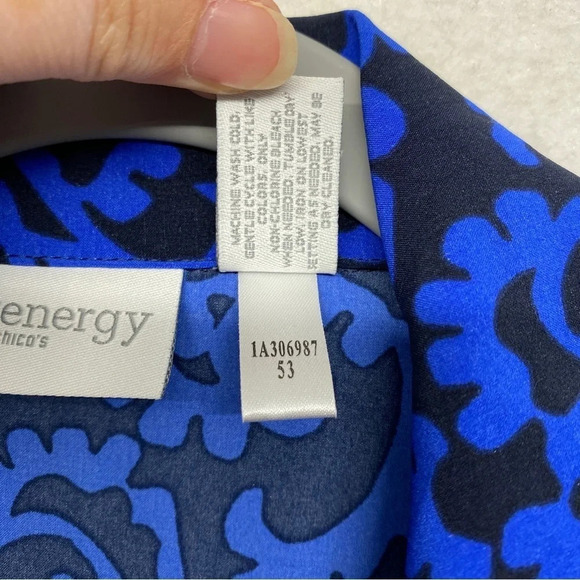 MACHINE WASH COLD,
GENTLE CYCLE WITH LIKE
COLORS. ONLY
NON-CHLORINE BLEACH
WHEN NEEDED. TUMBLE DRY
LOW. IRON ON LOWEST
SETTING AS NEEDED. MAY BE
DRY CLEANED.
energy
chico's
1A306987
53